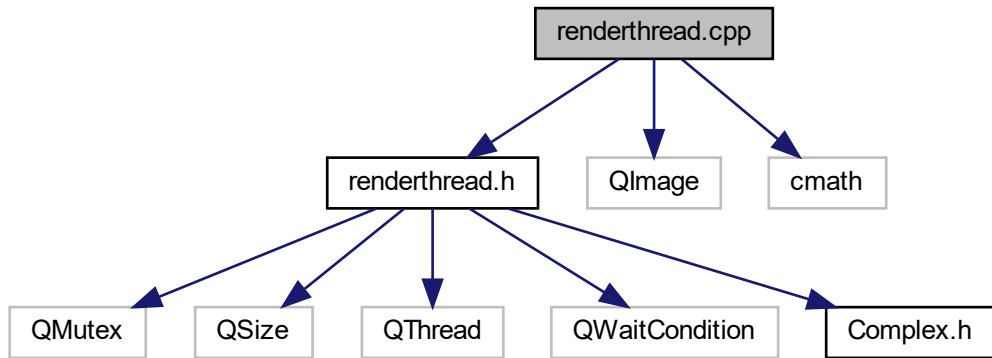 renderthread.cpp
renderthread.h
QImage
cmath
QMutex
QSize
QThread
QWaitCondition
Complex.h